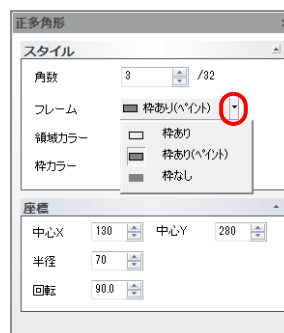 正多角形
スタイル
角数 3 /32
フレーム 枠あり(ペイント)
領域カラー 枠あり
枠あり(ペイント)
枠カラー 枠なし
座標
中心X 130 中心Y 280
半径 70
回転 90.0